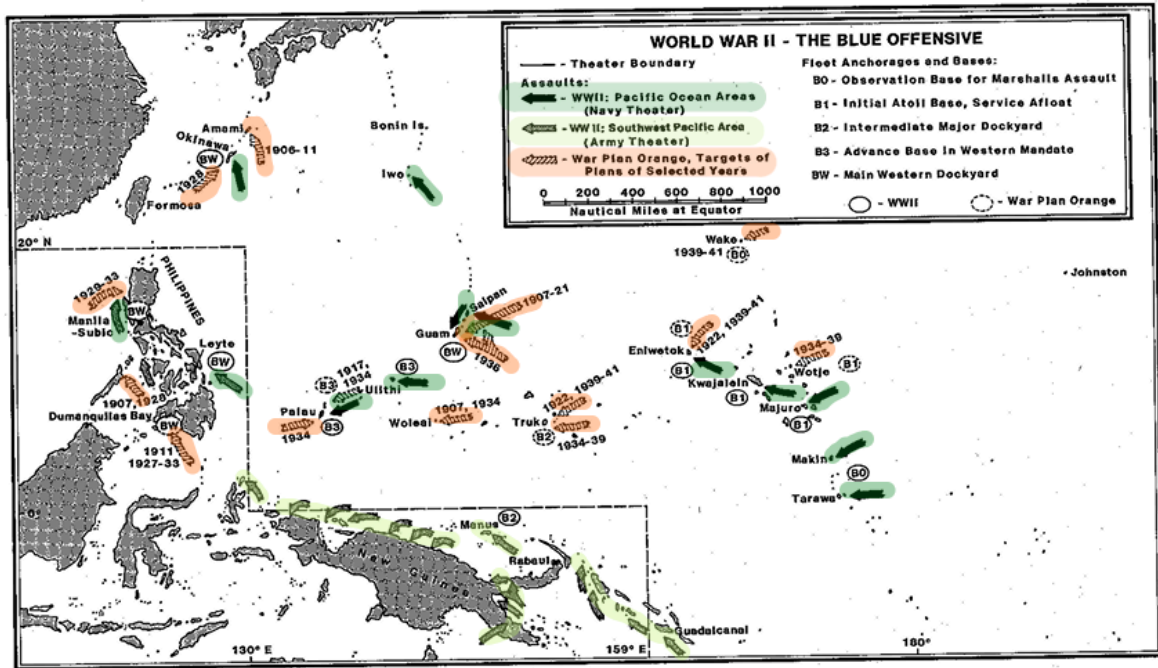 WORLD WAR II - THE BLUE OFFENSIVE
Theater Boundary
Assaults:
WWII: Pacific Ocean Areas
(Navy Theater)
WWII: Southwest Pacific Area
(Army Theater)
War Plan Orange, Targets of
Plans of Selected Years
0 200 400 600 800 1000
Nautical Miles at Equator
Fleet Anchorages and Bases:
B0 - Observation Base for Marshalls Assault
B1 - Initial Atoll Base, Service Afloat
B2 - Intermediate Major Dockyard
B3 - Advance Base in Western Mandate
BW - Main Western Dockyard
- WWII
- War Plan Orange
Amami
Okinawa
1906-11
BW
1928
Formosa
Bonin Is.
Iwo
20° N
Wake
1939-41
B0
Johnston
PHILIPPINES
1929-33
BW
Manila
-Subic
Leyte
BW
1907, 1928
Dumanquilas Bay
BW
1911
1927-33
Saipan
1907-21
Guam
BW
1936
B3
1917,
1934
B3
Ulithi
Palau
B3
1934
1907, 1934
Woleai
1922, 1939-41
Truk
B2
1934-39
B1
1922, 1939-41
Eniwetok
B1
1934-39
Wotje
B1
Kwajalein
B1
Majuro
B1
Makin
B0
Tarawa
0°
Manus
B2
Rabaul
New Guinea
Guadalcanal
130° E
159° E
180°